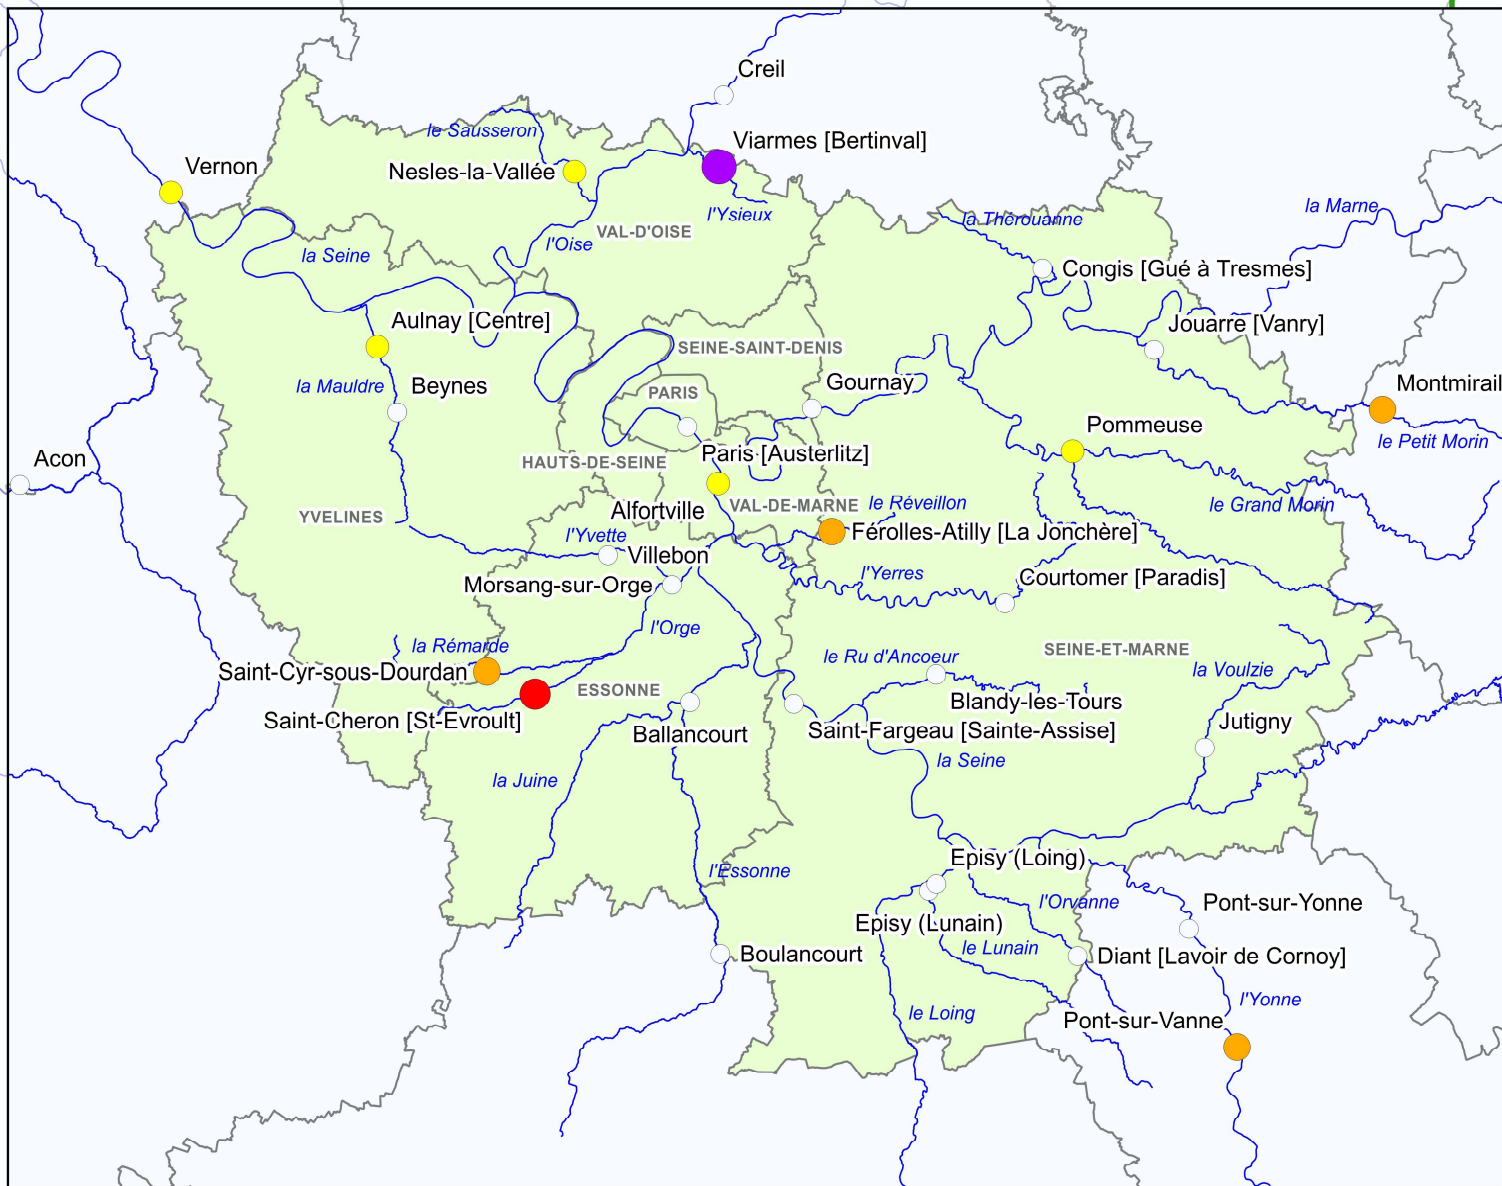 Creil
le Sausseron
Viarmes [Bertinval]
Vernon
Nesles-la-Vallée
l'Ysieux
la Marne
VAL-D'OISE
la Thérouanne
l'Oise
la Seine
Congis [Gué à Tresmes]
Aulnay [Centre]
Jouarre [Vanry]
SEINE-SAINT-DENIS
la Mauldre
Beynes
PARIS
Gournay
Montmirail
Pommeuse
le Petit Morin
Acon
HAUTS-DE-SEINE
Paris [Austerlitz]
YVELINES
Alfortville
VAL-DE-MARNE
le Réveillon
le Grand Morin
l'Yvette
Férolles-Atilly [La Jonchère]
Villebon
Morsang-sur-Orge
l'Yerres
Courtomer [Paradis]
l'Orge
la Rémarde
le Ru d'Ancoeur
SEINE-ET-MARNE
Saint-Cyr-sous-Dourdan
la Voulzie
ESSONNE
Blandy-les-Tours
Saint-Cheron [St-Evroult]
Ballancourt
Saint-Fargeau [Sainte-Assise]
Jutigny
la Juine
la Seine
Episy (Loing)
l'Essonne
l'Orvanne
Pont-sur-Yonne
Episy (Lunain)
le Lunain
Boulancourt
Diant [Lavoir de Cornoy]
l'Yonne
le Loing
Pont-sur-Vanne